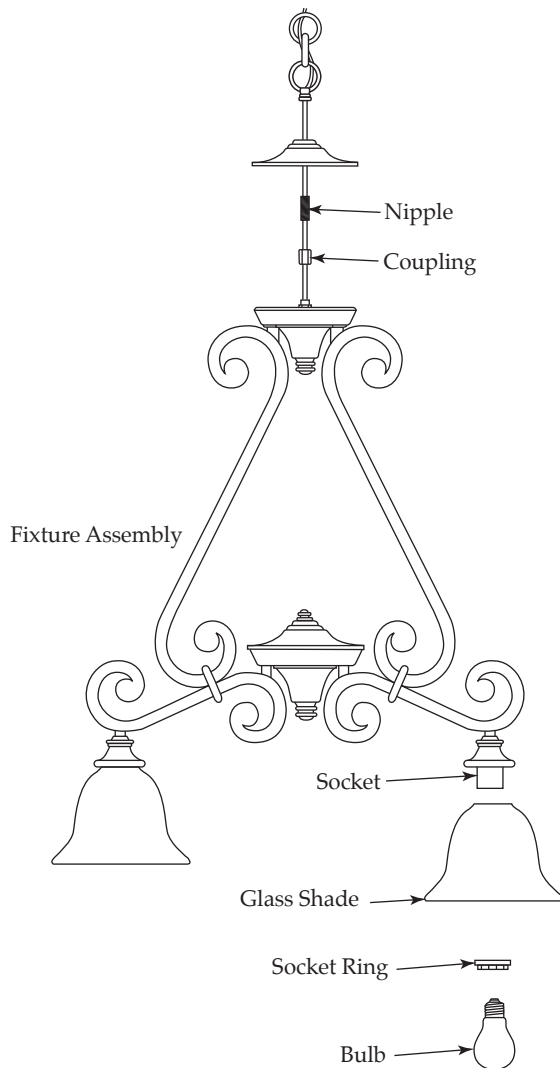 Nipple
Coupling
Fixture Assembly
Socket
Glass Shade
Socket Ring
Bulb